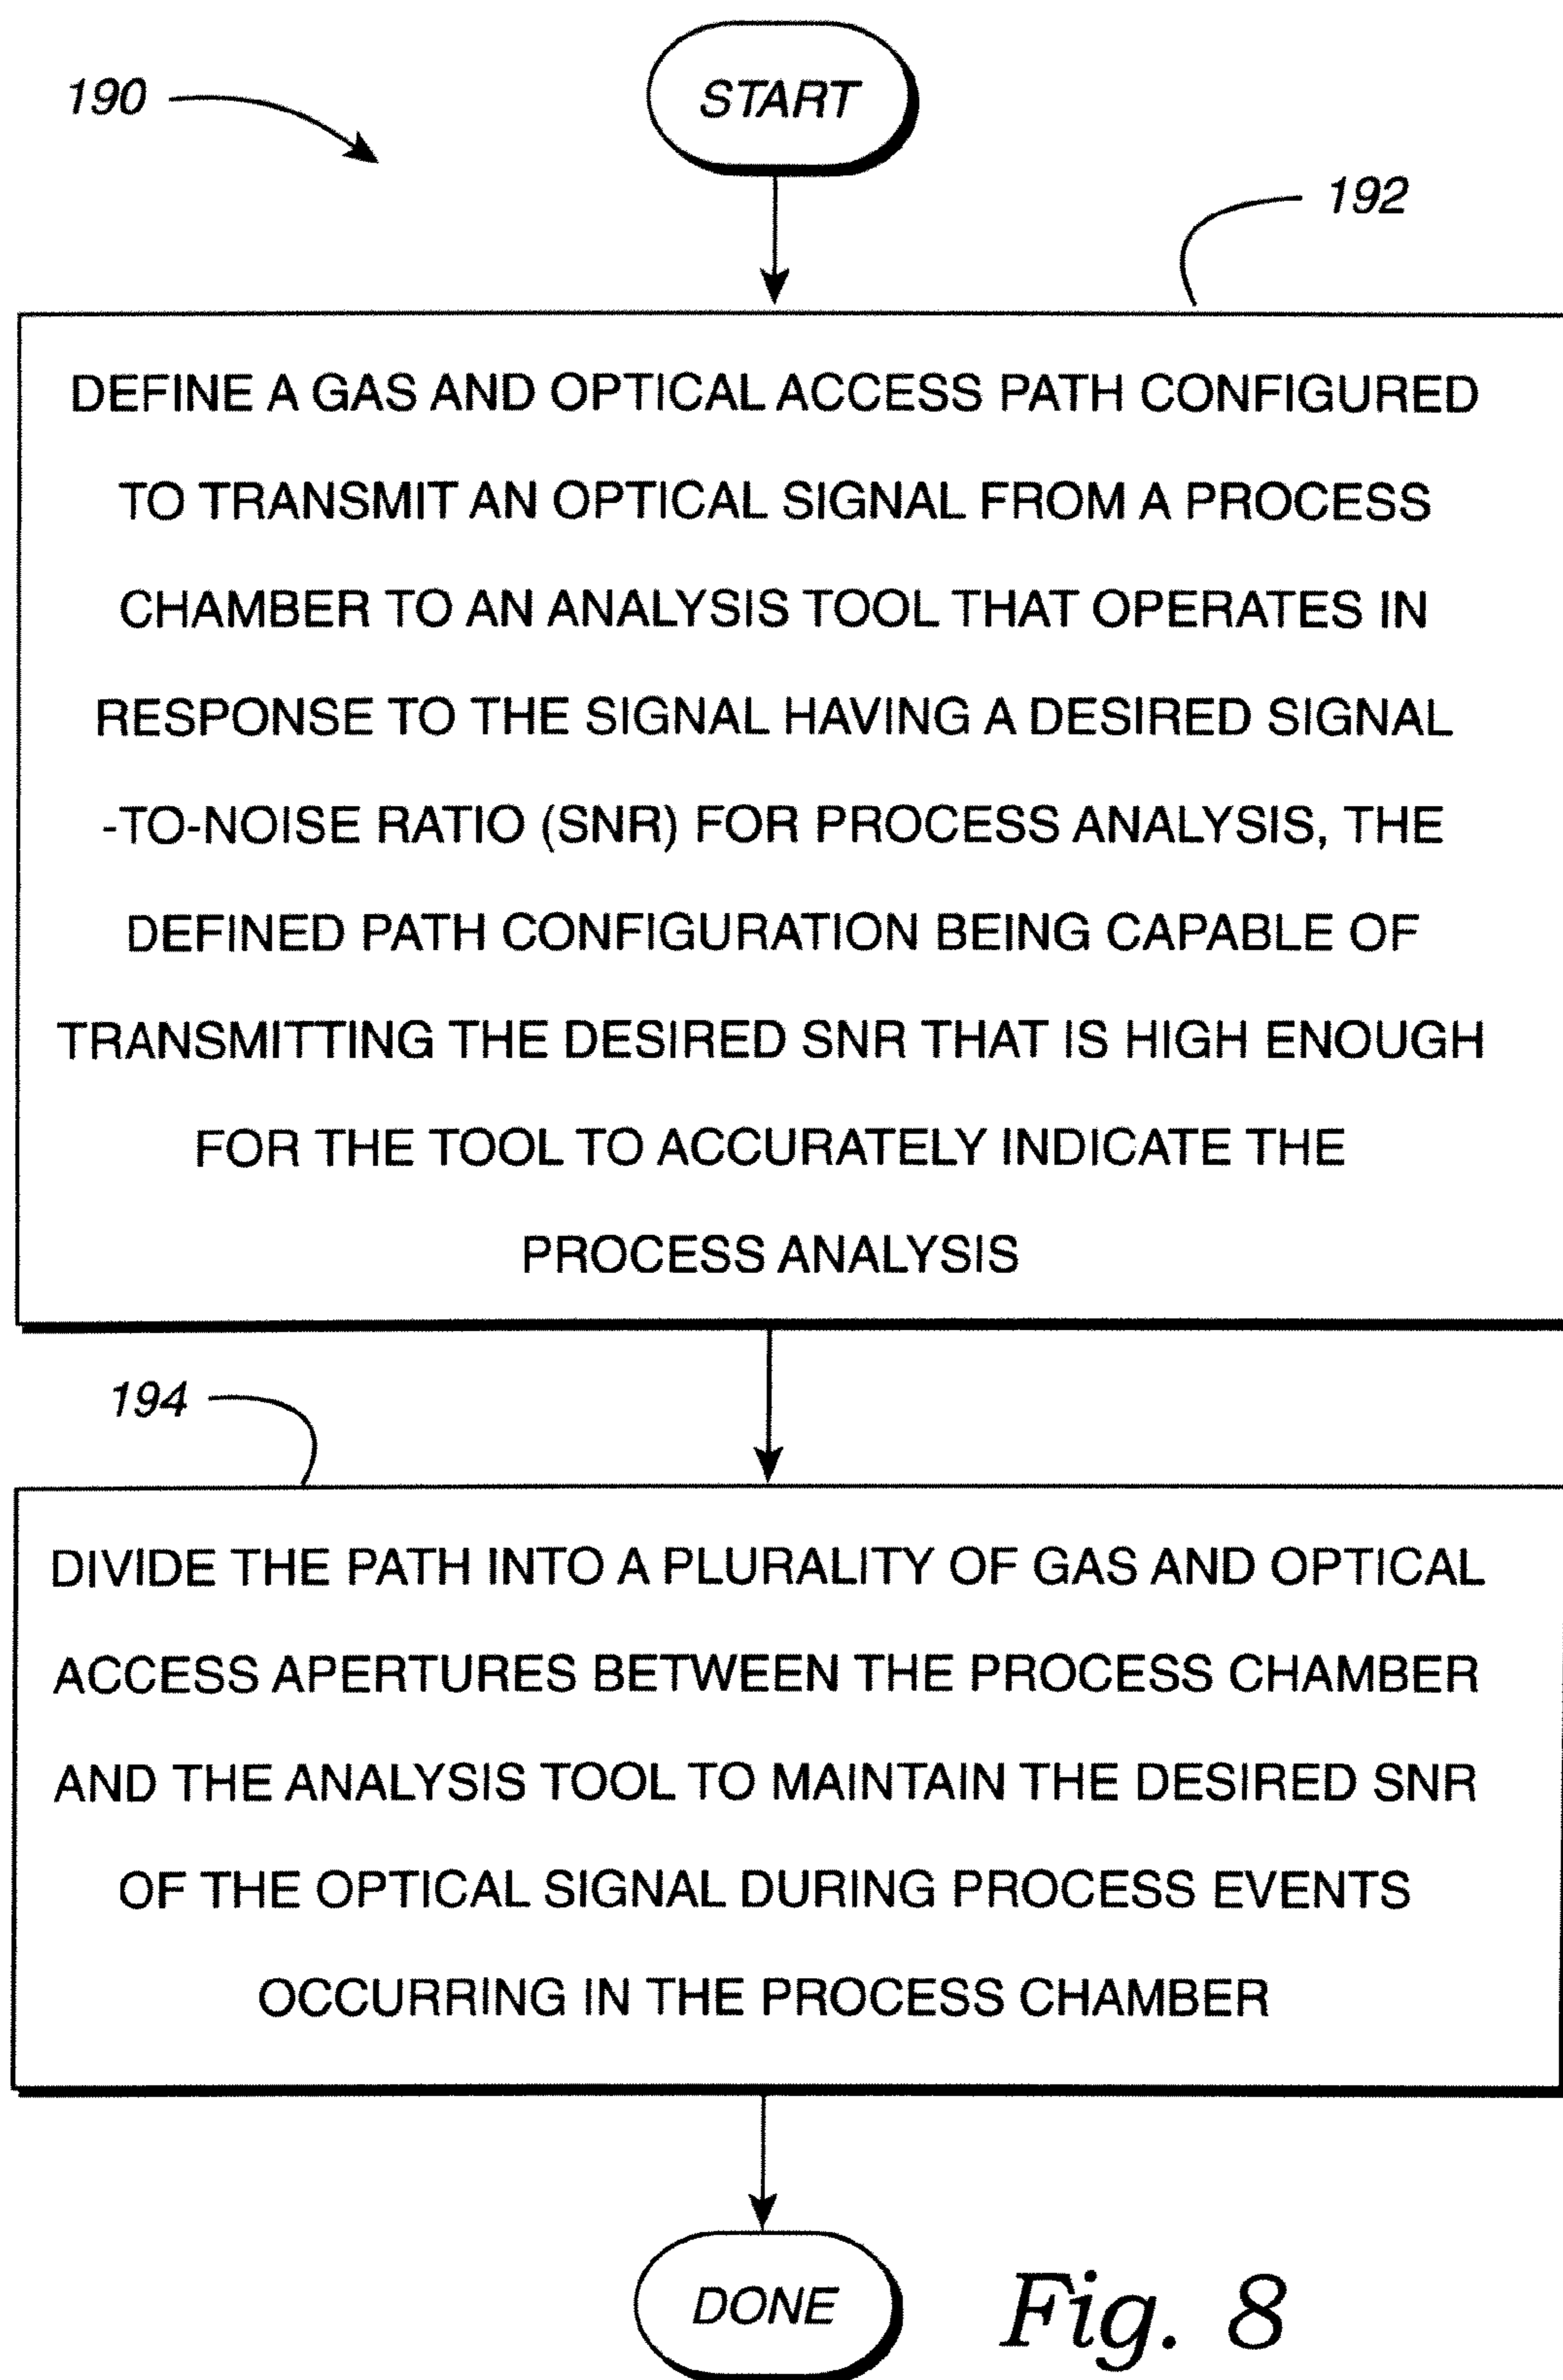 START
190
192
DEFINE A GAS AND OPTICAL ACCESS PATH CONFIGURED
TO TRANSMIT AN OPTICAL SIGNAL FROM A PROCESS
CHAMBER TO AN ANALYSIS TOOL THAT OPERATES IN
RESPONSE TO THE SIGNAL HAVING A DESIRED SIGNAL
-TO-NOISE RATIO (SNR) FOR PROCESS ANALYSIS, THE
DEFINED PATH CONFIGURATION BEING CAPABLE OF
TRANSMITTING THE DESIRED SNR THAT IS HIGH ENOUGH
FOR THE TOOL TO ACCURATELY INDICATE THE
PROCESS ANALYSIS
194
DIVIDE THE PATH INTO A PLURALITY OF GAS AND OPTICAL
ACCESS APERTURES BETWEEN THE PROCESS CHAMBER
AND THE ANALYSIS TOOL TO MAINTAIN THE DESIRED SNR
OF THE OPTICAL SIGNAL DURING PROCESS EVENTS
OCCURRING IN THE PROCESS CHAMBER
DONE
Fig. 8